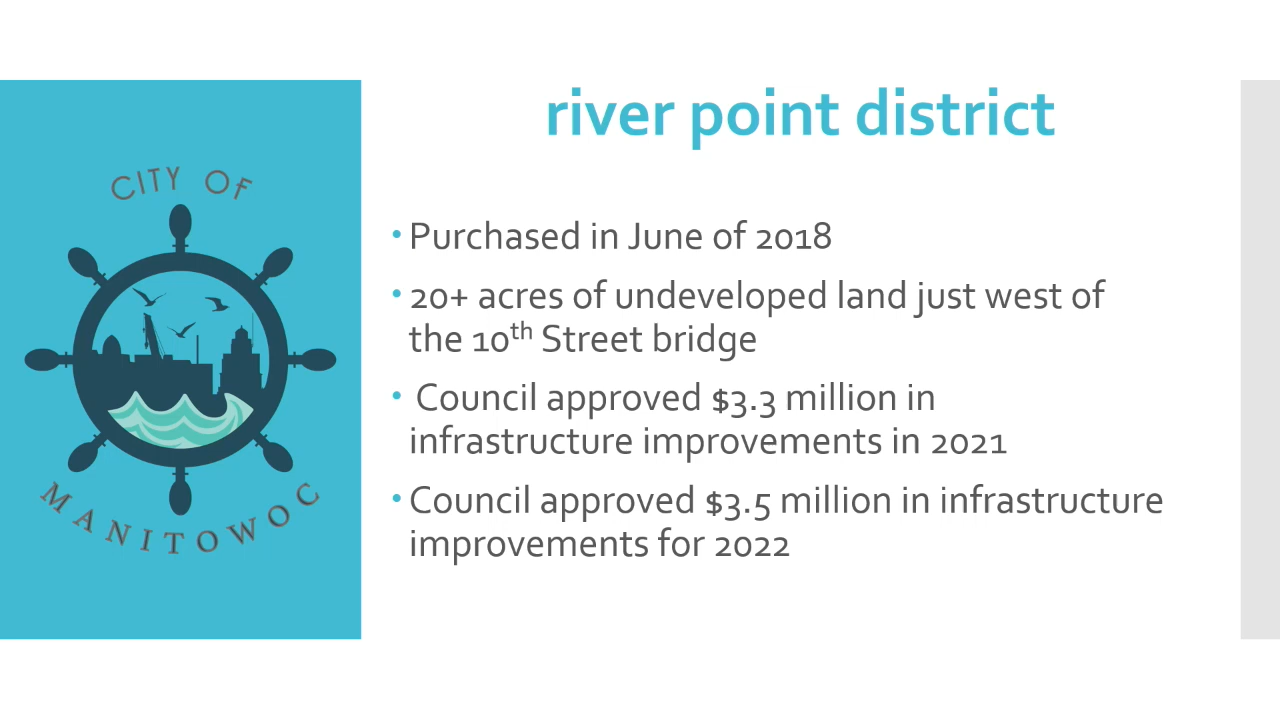 CITY OF
MANITOWOC
river point district
• Purchased in June of 2018
• 20+ acres of undeveloped land just west of
the 10th Street bridge
• Council approved $3.3 million in
infrastructure improvements in 2021
• Council approved $3.5 million in infrastructure
improvements for 2022